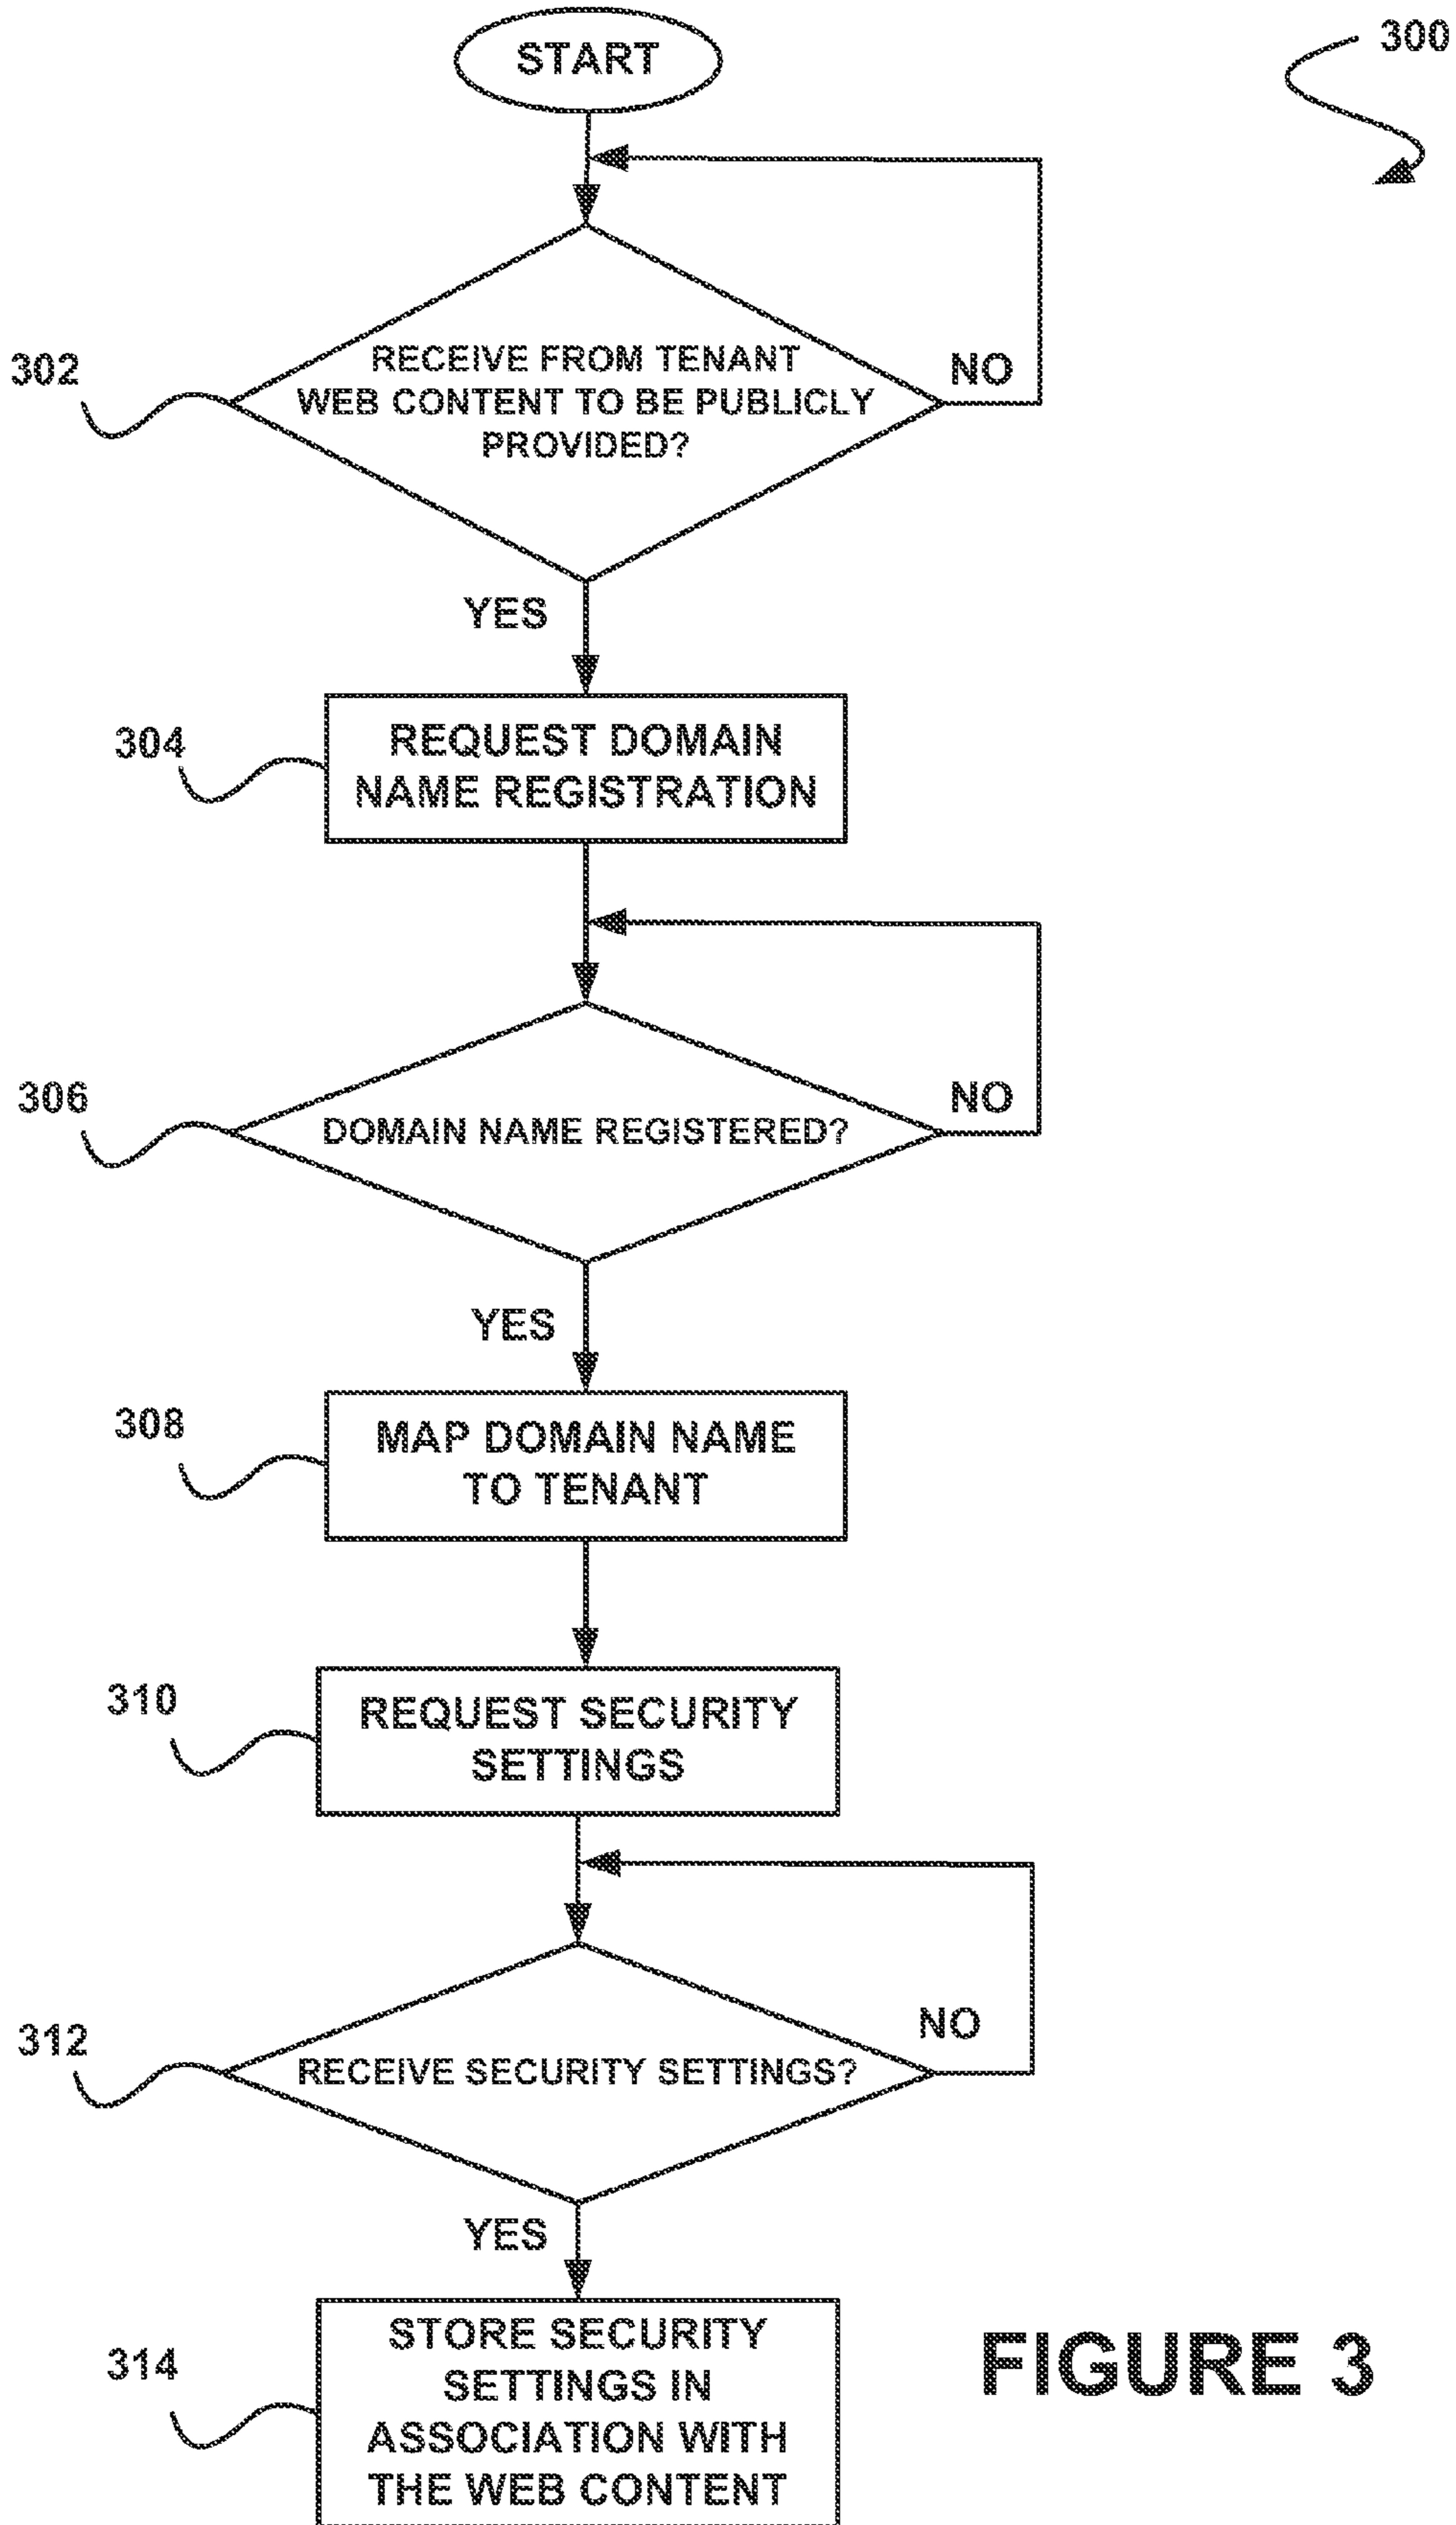 START
300
302
RECEIVE FROM TENANT
WEB CONTENT TO BE PUBLICLY
PROVIDED?
NO
YES
304
REQUEST DOMAIN
NAME REGISTRATION
306
DOMAIN NAME REGISTERED?
NO
YES
308
MAP DOMAIN NAME
TO TENANT
310
REQUEST SECURITY
SETTINGS
312
RECEIVE SECURITY SETTINGS?
NO
YES
314
STORE SECURITY
SETTINGS IN
ASSOCIATION WITH
THE WEB CONTENT
FIGURE 3